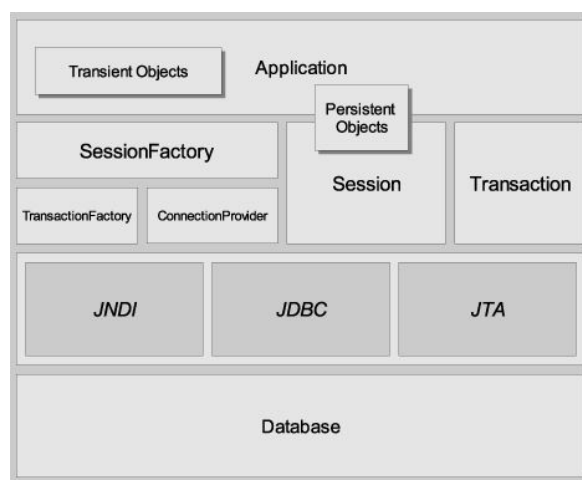 Transient Objects
Application
Persistent
Objects
SessionFactory
Session
Transaction
TransactionFactory
ConnectionProvider
JNDI
JDBC
JTA
Database